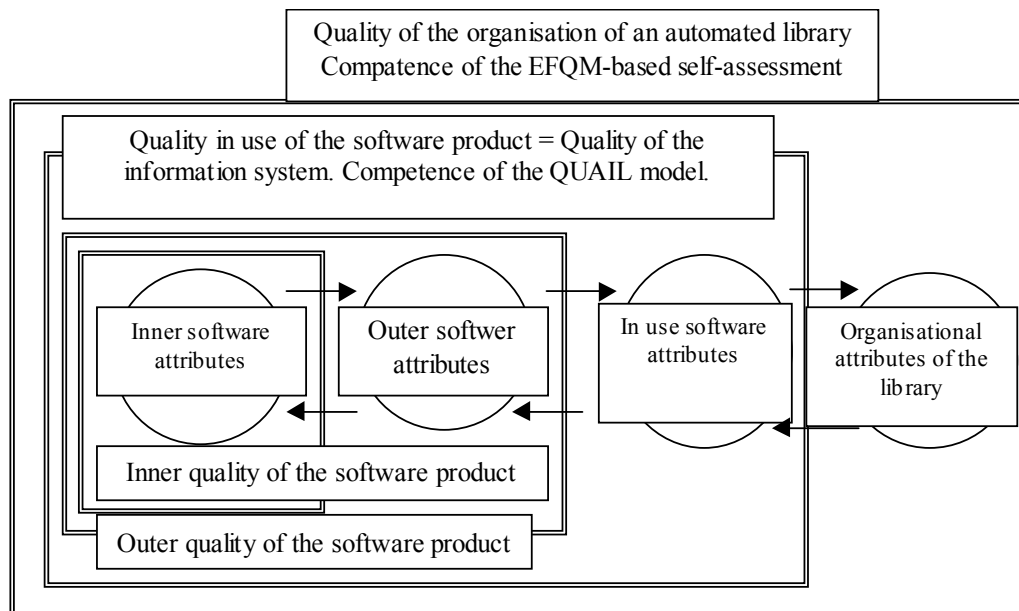 Quality of the organisation of an automated library
Compatence of the EFQM-based self-assessment
Quality in use of the software product = Quality of the
information system. Competence of the QUAIL model.
Inner software
attributes
Outer softwer
attributes
In use software
attributes
Organisational
attributes of the
library
Inner quality of the software product
Outer quality of the software product